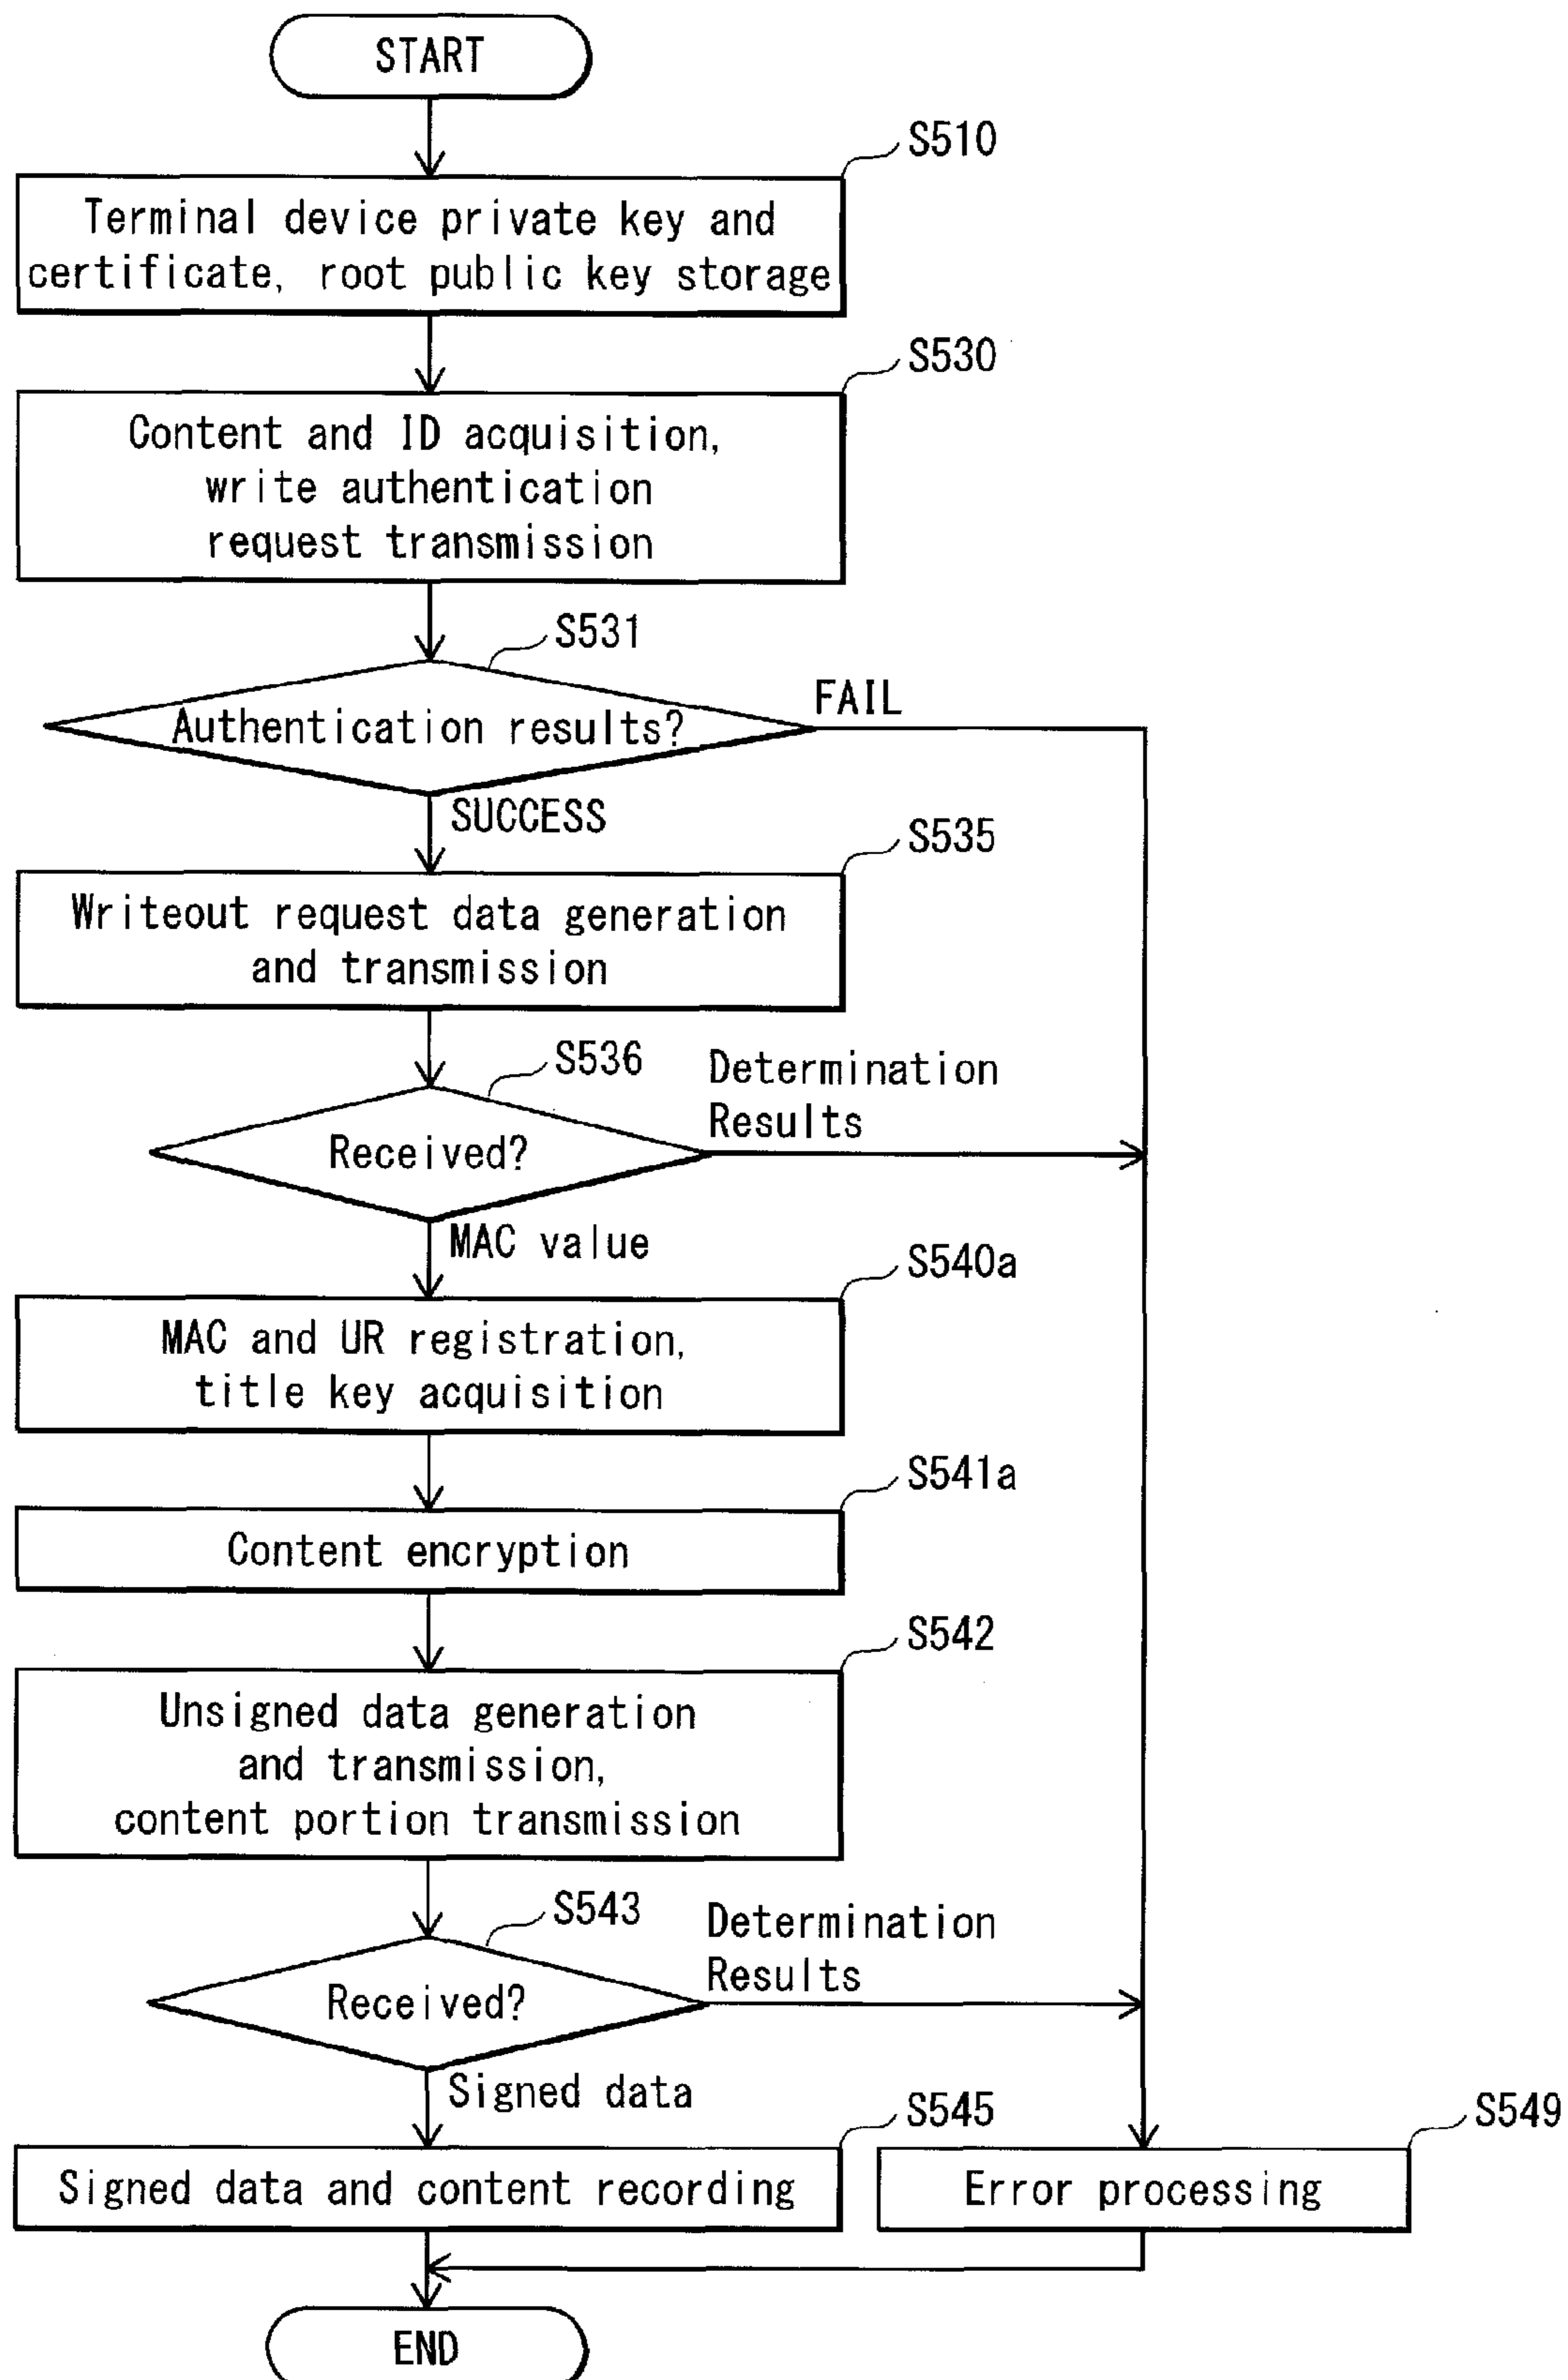 START
S510
Terminal device private key and
certificate, root public key storage
S530
Content and ID acquisition,
write authentication
request transmission
S531
Authentication results?
FAIL
SUCCESS
S535
Writeout request data generation
and transmission
S536
Determination
Results
Received?
MAC value
S540a
MAC and UR registration,
title key acquisition
S541a
Content encryption
S542
Unsigned data generation
and transmission,
content portion transmission
S543
Determination
Results
Received?
Signed data
S545
Signed data and content recording
S549
Error processing
END